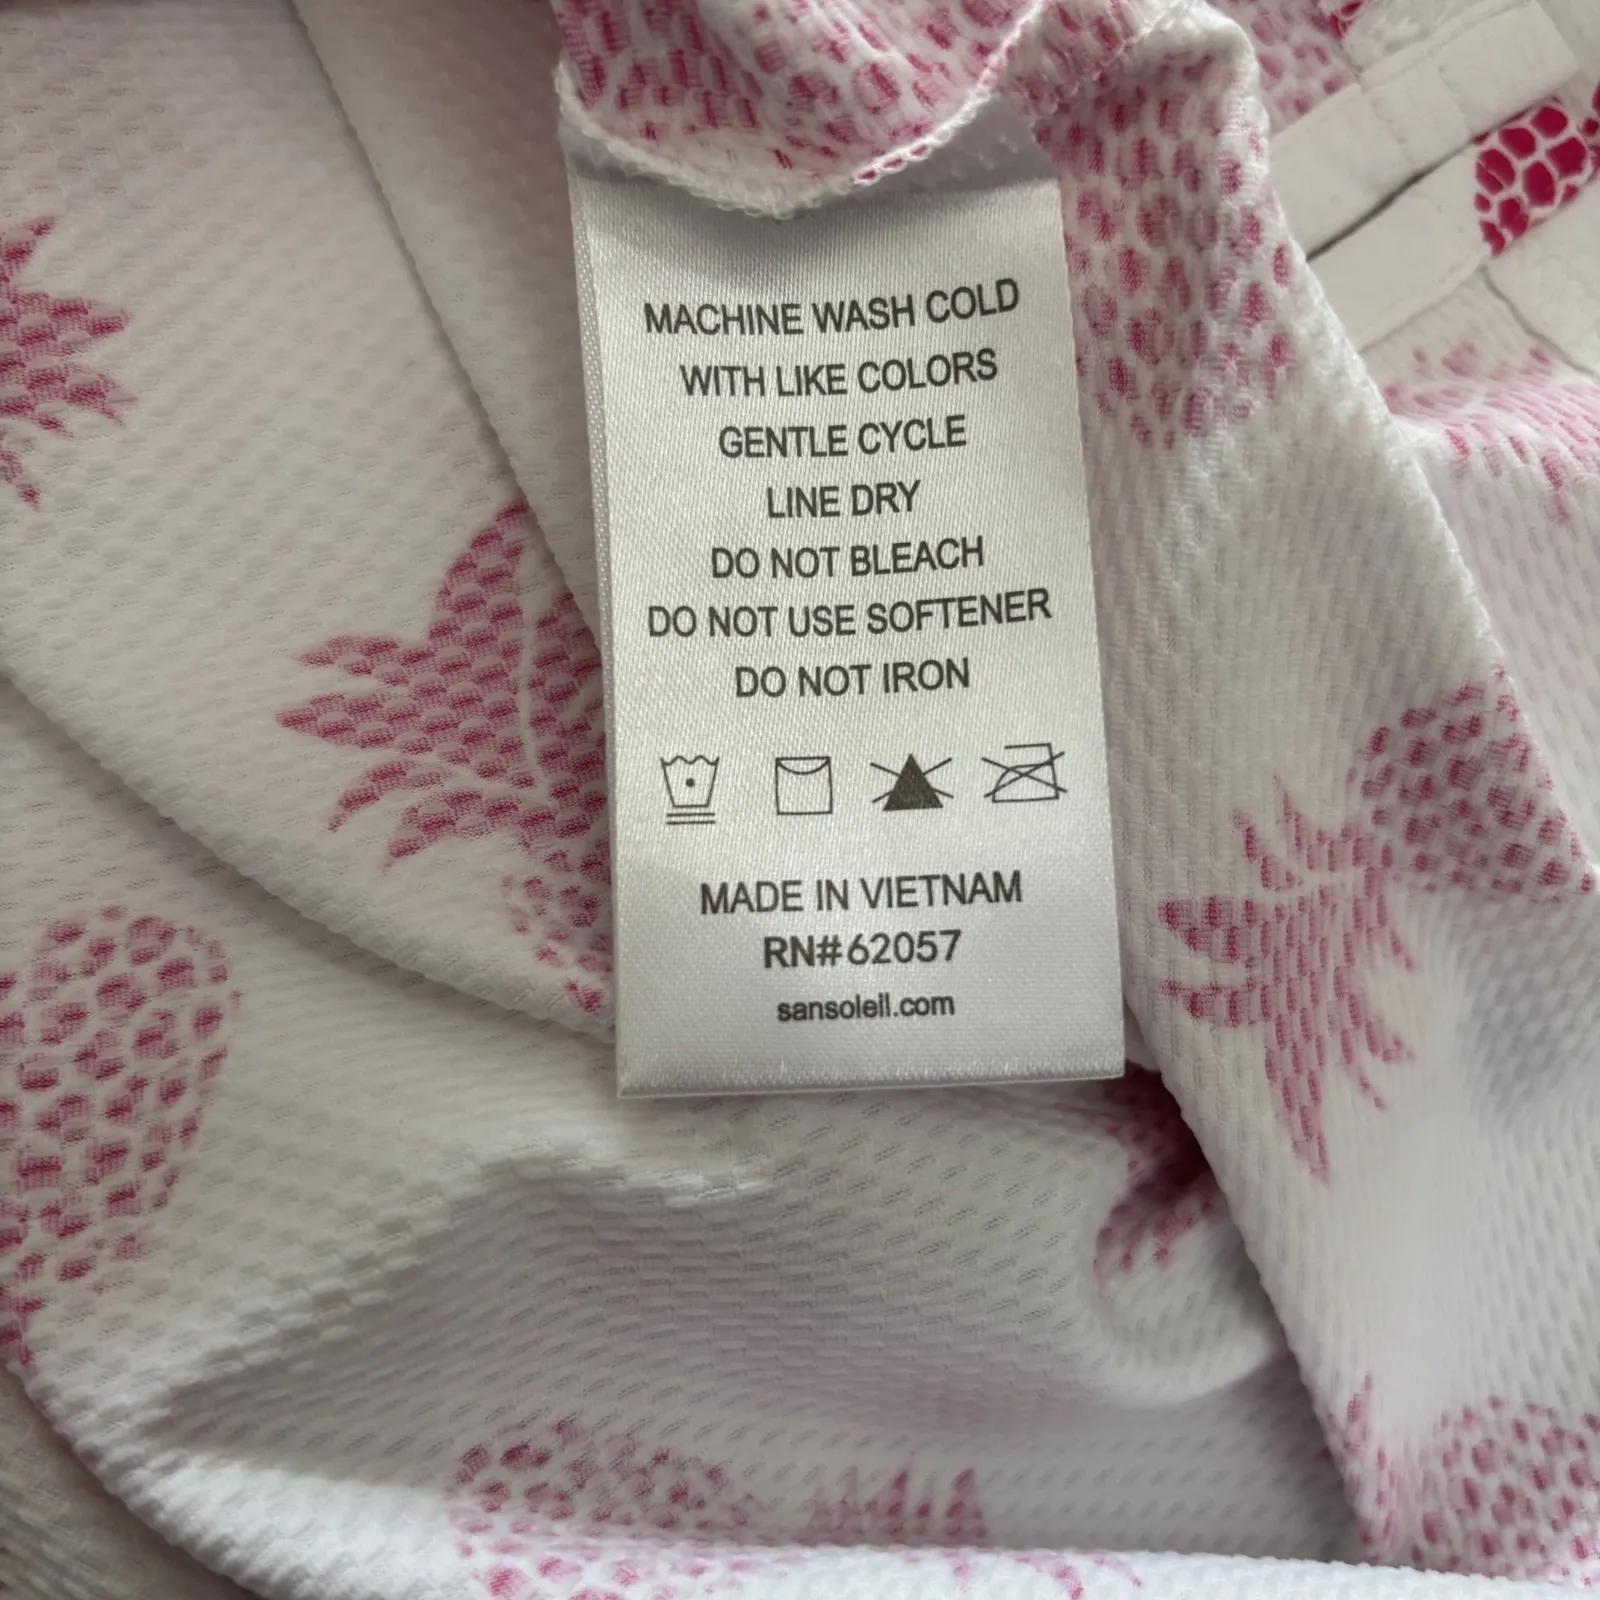 MACHINE WASH COLD
WITH LIKE COLORS
GENTLE CYCLE
LINE DRY
DO NOT BLEACH
DO NOT USE SOFTENER
DO NOT IRON
MADE IN VIETNAM
RN#62057
sansoleil.com